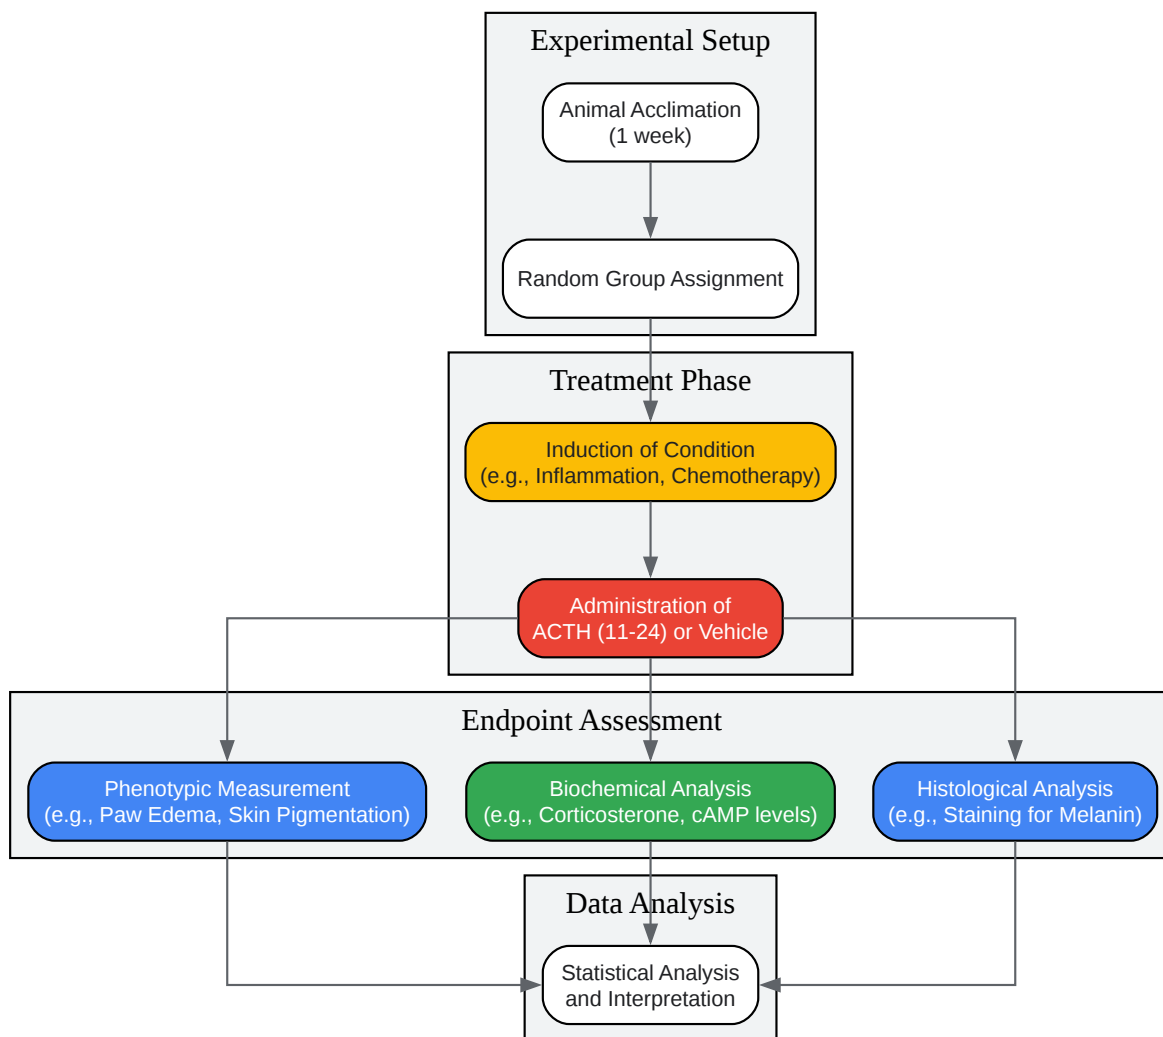 Experimental Setup
Animal Acclimation
(1 week)
Random Group Assignment
Treatment Phase
Induction of Condition
(e.g., Inflammation, Chemotherapy)
Administration of
ACTH (11-24) or Vehicle
Endpoint Assessment
Phenotypic Measurement
(e.g., Paw Edema, Skin Pigmentation)
Biochemical Analysis
(e.g., Corticosterone, cAMP levels)
Histological Analysis
(e.g., Staining for Melanin)
Data Analysis
Statistical Analysis
and Interpretation